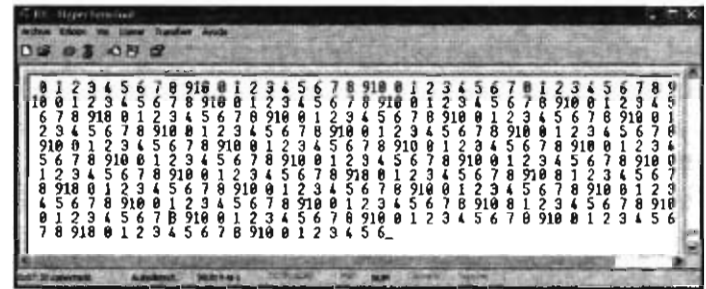 RX - HyperTerminal
Archivo Edición Ver Llamar Transferir Ayuda
0 1 2 3 4 5 6 7 8 910 0 1 2 3 4 5 6 7 8 910 0 1 2 3 4 5 6 7 0 1 2 3 4 5 6 7 8 9
10 0 1 2 3 4 5 6 7 8 910 0 1 2 3 4 5 6 7 8 910 0 1 2 3 4 5 6 7 8 910 0 1 2 3 4 5
6 7 8 910 0 1 2 3 4 5 6 7 8 910 0 1 2 3 4 5 6 7 8 910 0 1 2 3 4 5 6 7 8 910 0 1
2 3 4 5 6 7 8 910 0 1 2 3 4 5 6 7 8 910 0 1 2 3 4 5 6 7 8 910 0 1 2 3 4 5 6 7 8
910 0 1 2 3 4 5 6 7 8 910 0 1 2 3 4 5 6 7 8 910 0 1 2 3 4 5 6 7 8 910 0 1 2 3 4
5 6 7 8 910 0 1 2 3 4 5 6 7 8 910 0 1 2 3 4 5 6 7 8 910 0 1 2 3 4 5 6 7 8 910 0
1 2 3 4 5 6 7 8 910 0 1 2 3 4 5 6 7 8 910 0 1 2 3 4 5 6 7 8 910 0 1 2 3 4 5 6 7
8 910 0 1 2 3 4 5 6 7 8 910 0 1 2 3 4 5 6 7 8 910 0 1 2 3 4 5 6 7 8 910 0 1 2 3
4 5 6 7 8 910 0 1 2 3 4 5 6 7 8 910 0 1 2 3 4 5 6 7 8 910 0 1 2 3 4 5 6 7 8 910
0 1 2 3 4 5 6 7 8 910 0 1 2 3 4 5 6 7 8 910 0 1 2 3 4 5 6 7 8 910 0 1 2 3 4 5 6
7 8 910 0 1 2 3 4 5 6 7 8 910 0 1 2 3 4 5 6_
NUM